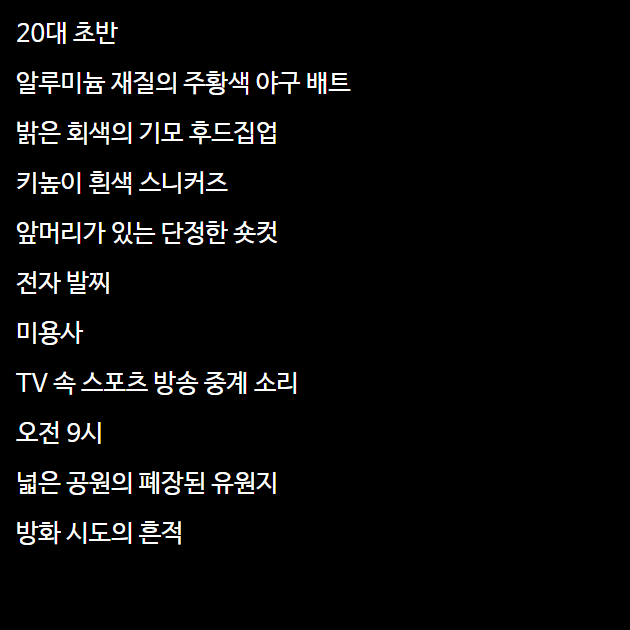 20대 초반
알루미늄 재질의 주황색 야구 배트
밝은 회색의 기모 후드집업
키높이 흰색 스니커즈
앞머리가 있는 단정한 숏컷
전자 발찌
미용사
TV 속 스포츠 방송 중계 소리
오전 9시
넓은 공원의 폐장된 유원지
방화 시도의 흔적